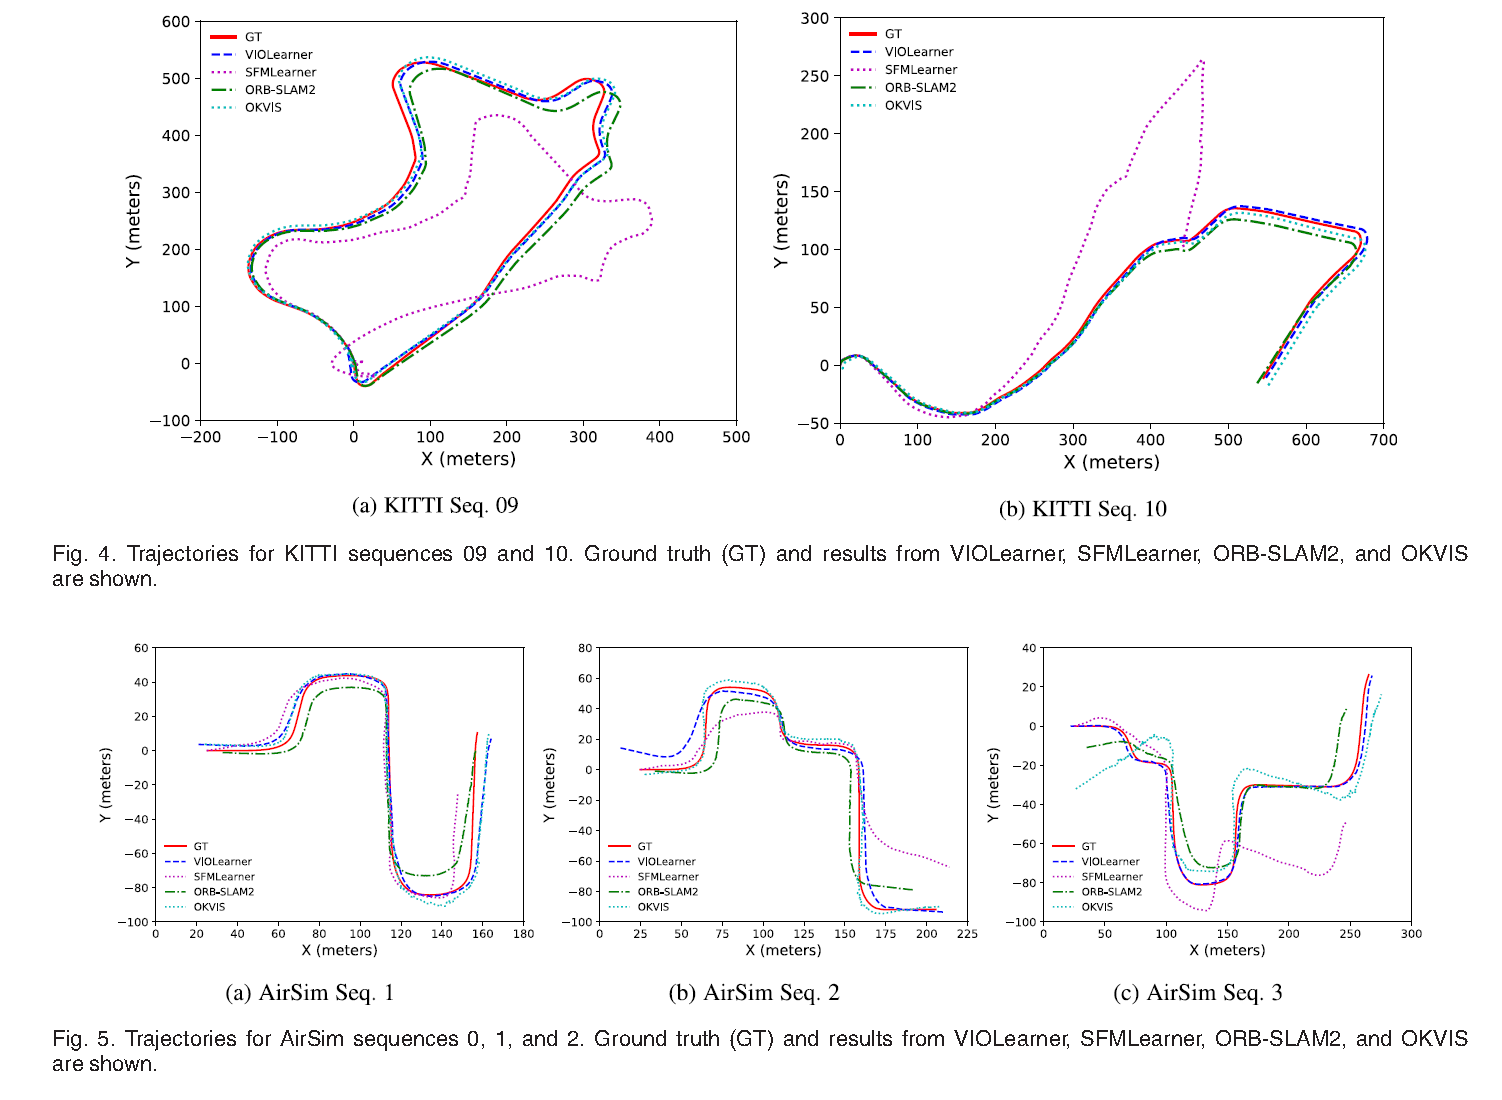 600
500
400
300
200
100
0
−100
Y (meters)
GT
VIOLearner
SFMLearner
ORB-SLAM2
OKVIS
−200 −100 0 100 200 300 400 500
X (meters)
(a) KITTI Seq. 09
300
250
200
150
100
50
0
−50
Y (meters)
GT
VIOLearner
SFMLearner
ORB-SLAM2
OKVIS
0 100 200 300 400 500 600 700
X (meters)
(b) KITTI Seq. 10
Fig. 4. Trajectories for KITTI sequences 09 and 10. Ground truth (GT) and results from VIOLearner, SFMLearner, ORB-SLAM2, and OKVIS
are shown.
60
40
20
0
−20
−40
−60
−80
−100
Y (meters)
GT
VIOLearner
SFMLearner
ORB-SLAM2
OKVIS
0 20 40 60 80 100 120 140 160 180
X (meters)
(a) AirSim Seq. 1
80
60
40
20
0
−20
−40
−60
−80
−100
Y (meters)
GT
VIOLearner
SFMLearner
ORB-SLAM2
OKVIS
0 25 50 75 100 125 150 175 200 225
X (meters)
(b) AirSim Seq. 2
40
20
0
−20
−40
−60
−80
−100
Y (meters)
GT
VIOLearner
SFMLearner
ORB-SLAM2
OKVIS
0 50 100 150 200 250 300
X (meters)
(c) AirSim Seq. 3
Fig. 5. Trajectories for AirSim sequences 0, 1, and 2. Ground truth (GT) and results from VIOLearner, SFMLearner, ORB-SLAM2, and OKVIS
are shown.